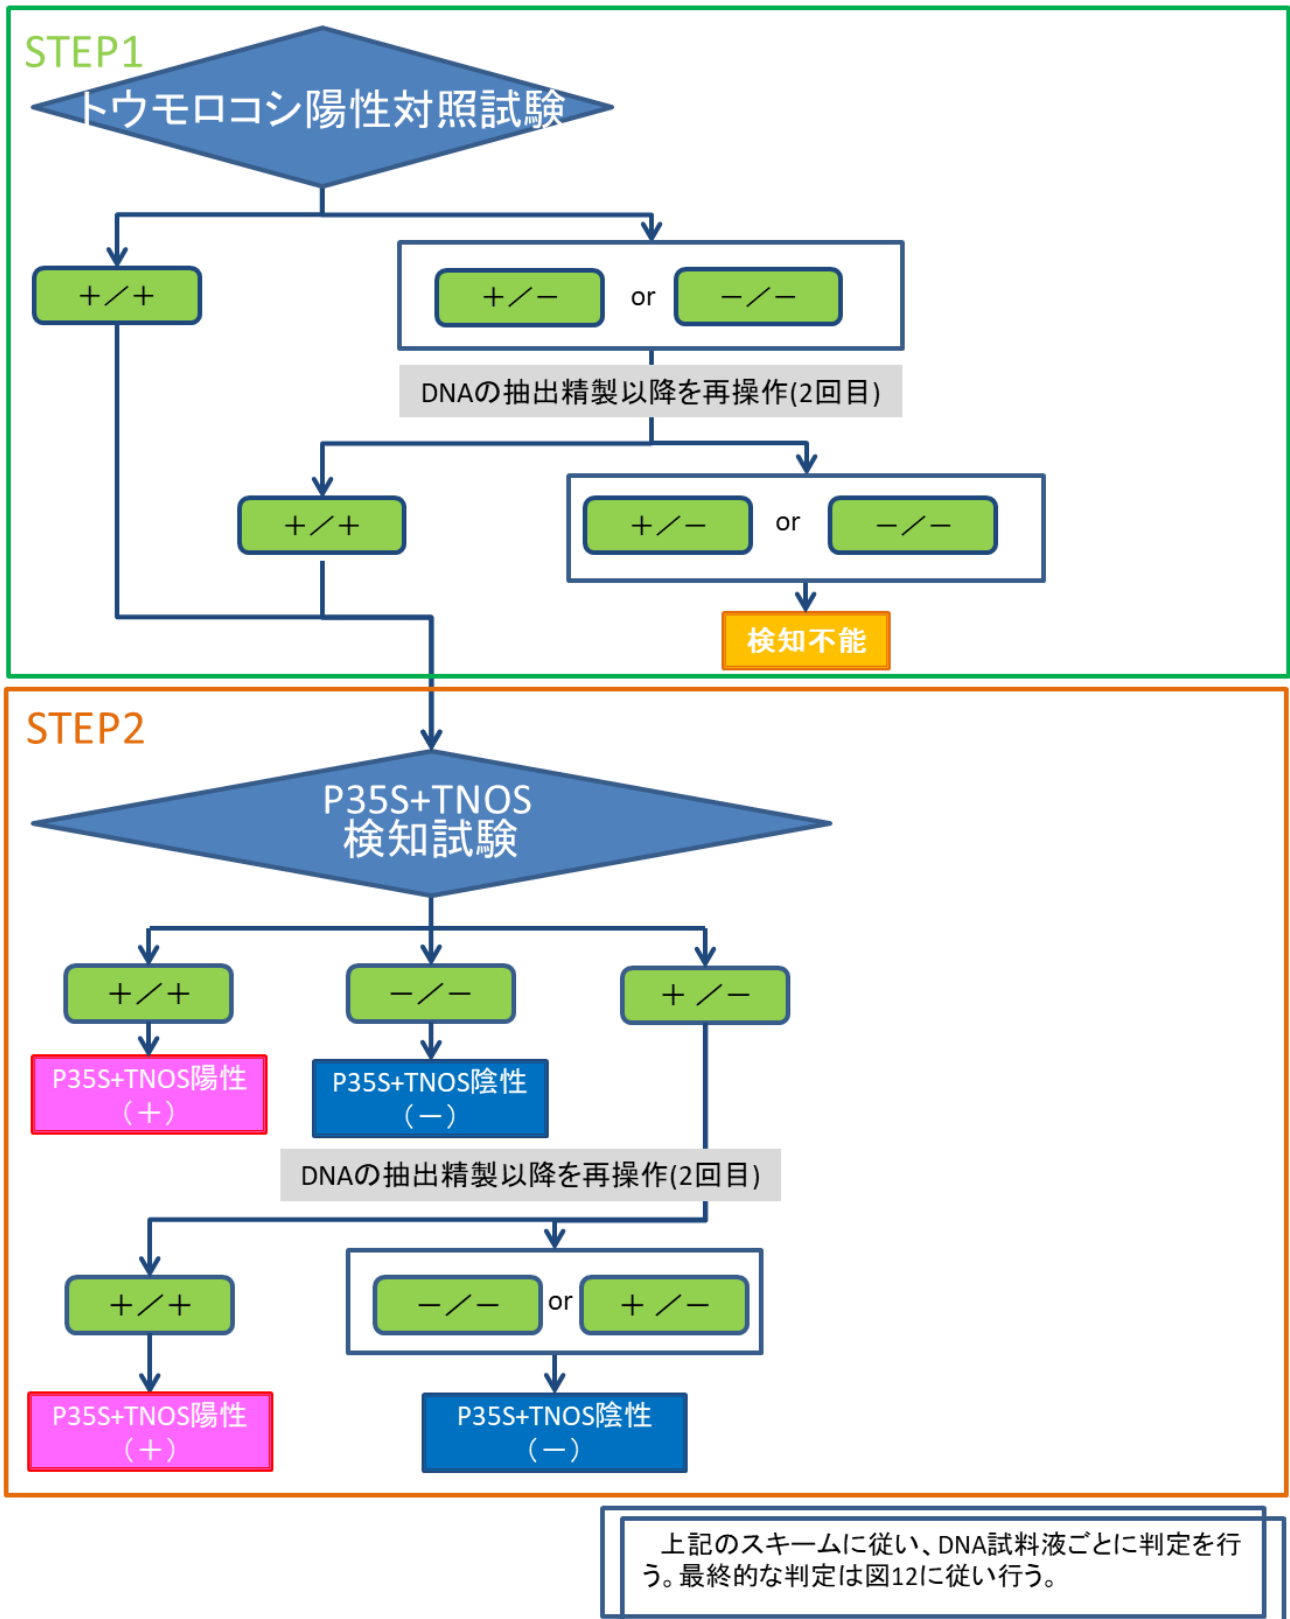 STEP1
トウモロコシ陽性対照試験
＋／＋
＋／－ or －／－
DNAの抽出精製以降を再操作(2回目)
＋／＋
＋／－ or －／－
検知不能
STEP2
P35S+TNOS
検知試験
＋／＋
－／－
＋／－
P35S+TNOS陽性
（＋）
P35S+TNOS陰性
（－）
DNAの抽出精製以降を再操作(2回目)
＋／＋
－／－ or ＋／－
P35S+TNOS陽性
（＋）
P35S+TNOS陰性
（－）
上記のスキームに従い、DNA試料液ごとに判定を行
う。最終的な判定は図12に従い行う。